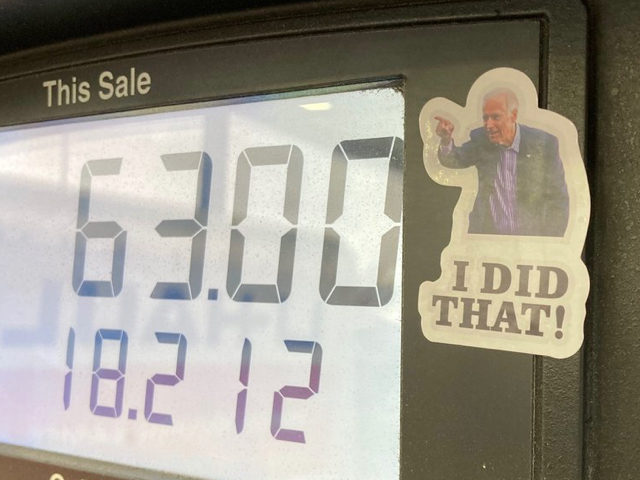 This Sale
63.00
18.212
I DID
THAT!